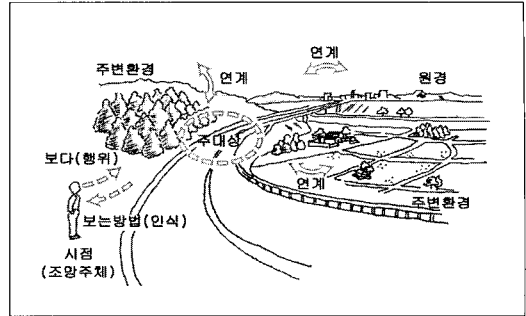 연계
주변환경
연계
원경
주대상
보다(행위)
연계
보는방법(인식)
주변환경
시점
(조망주체)